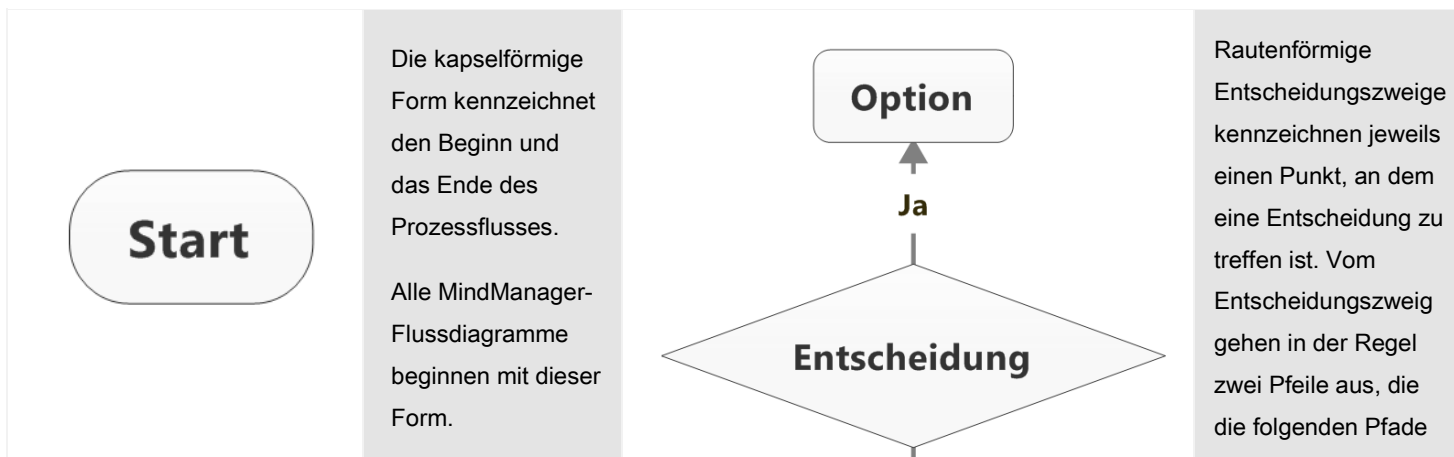 Start
Die kapselförmige
Form kennzeichnet
den Beginn und
das Ende des
Prozessflusses.
Alle MindManager-
Flussdiagramme
beginnen mit dieser
Form.
Option
Ja
Entscheidung
Rautenförmige
Entscheidungszweige
kennzeichnen jeweils
einen Punkt, an dem
eine Entscheidung zu
treffen ist. Vom
Entscheidungszweig
gehen in der Regel
zwei Pfeile aus, die
die folgenden Pfade